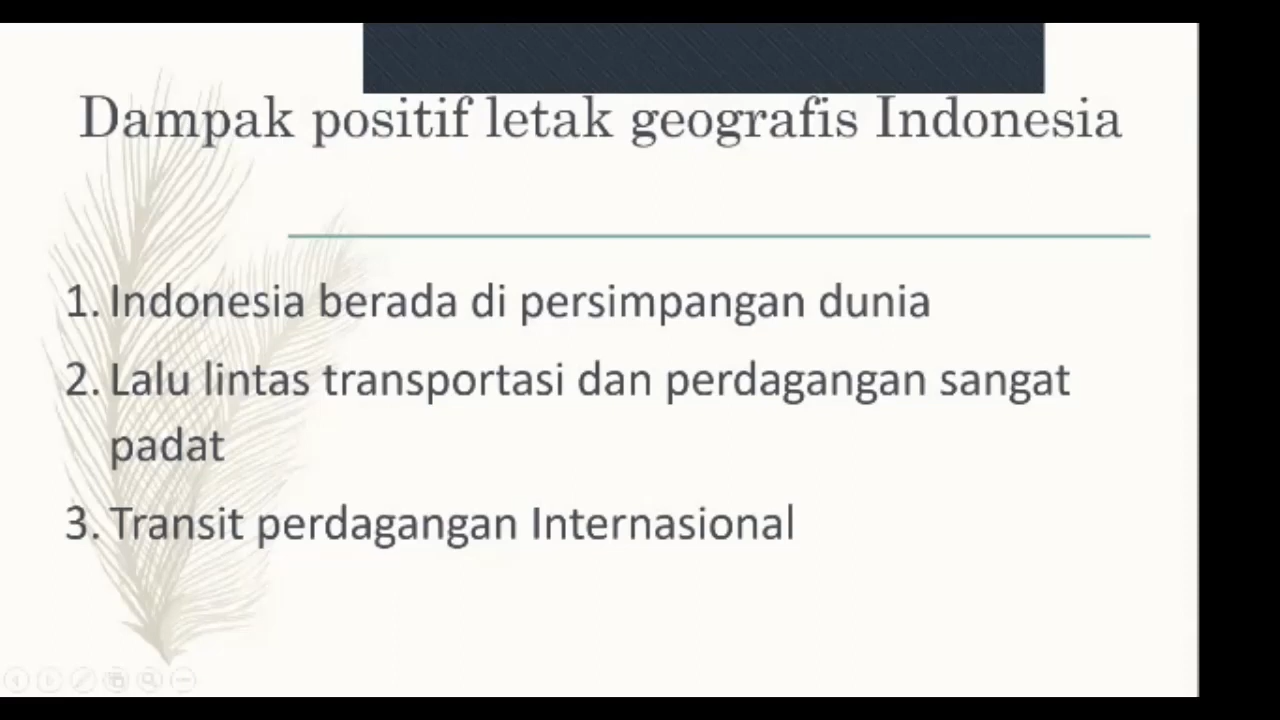 Dampak positif letak geografis Indonesia
1. Indonesia berada di persimpangan dunia
2. Lalu lintas transportasi dan perdagangan sangat
padat
3. Transit perdagangan Internasional